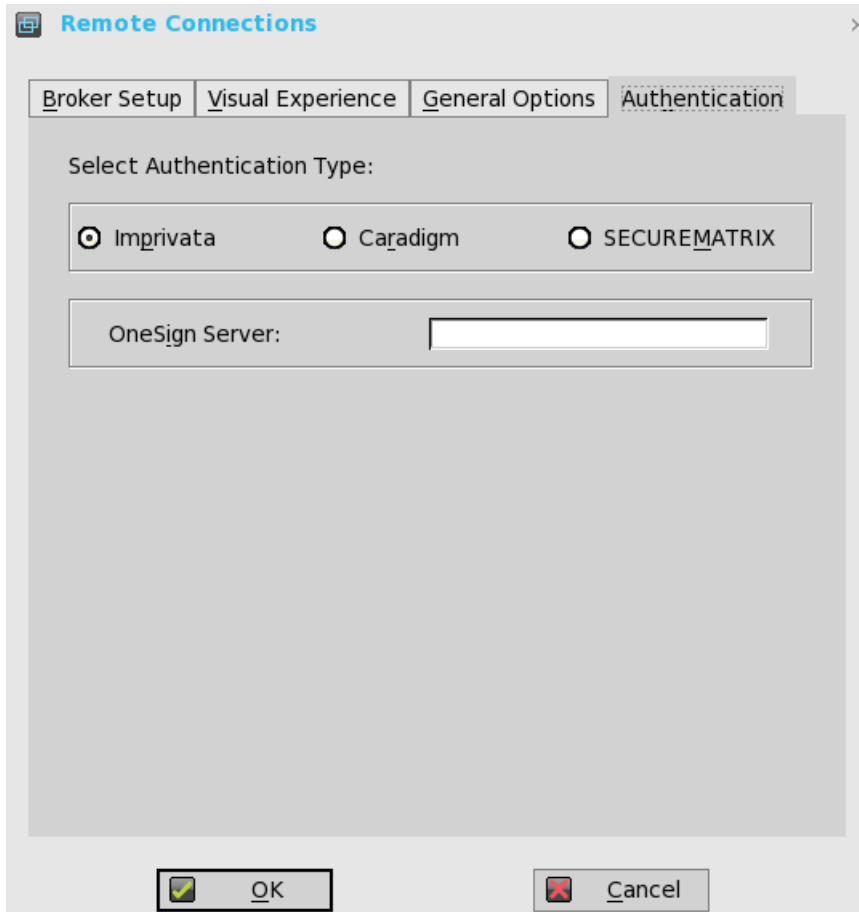 Remote Connections
Broker Setup Visual Experience General Options Authentication
Select Authentication Type:
Imprivata Caradigm SECUREMATRIX
OneSign Server:
OK Cancel